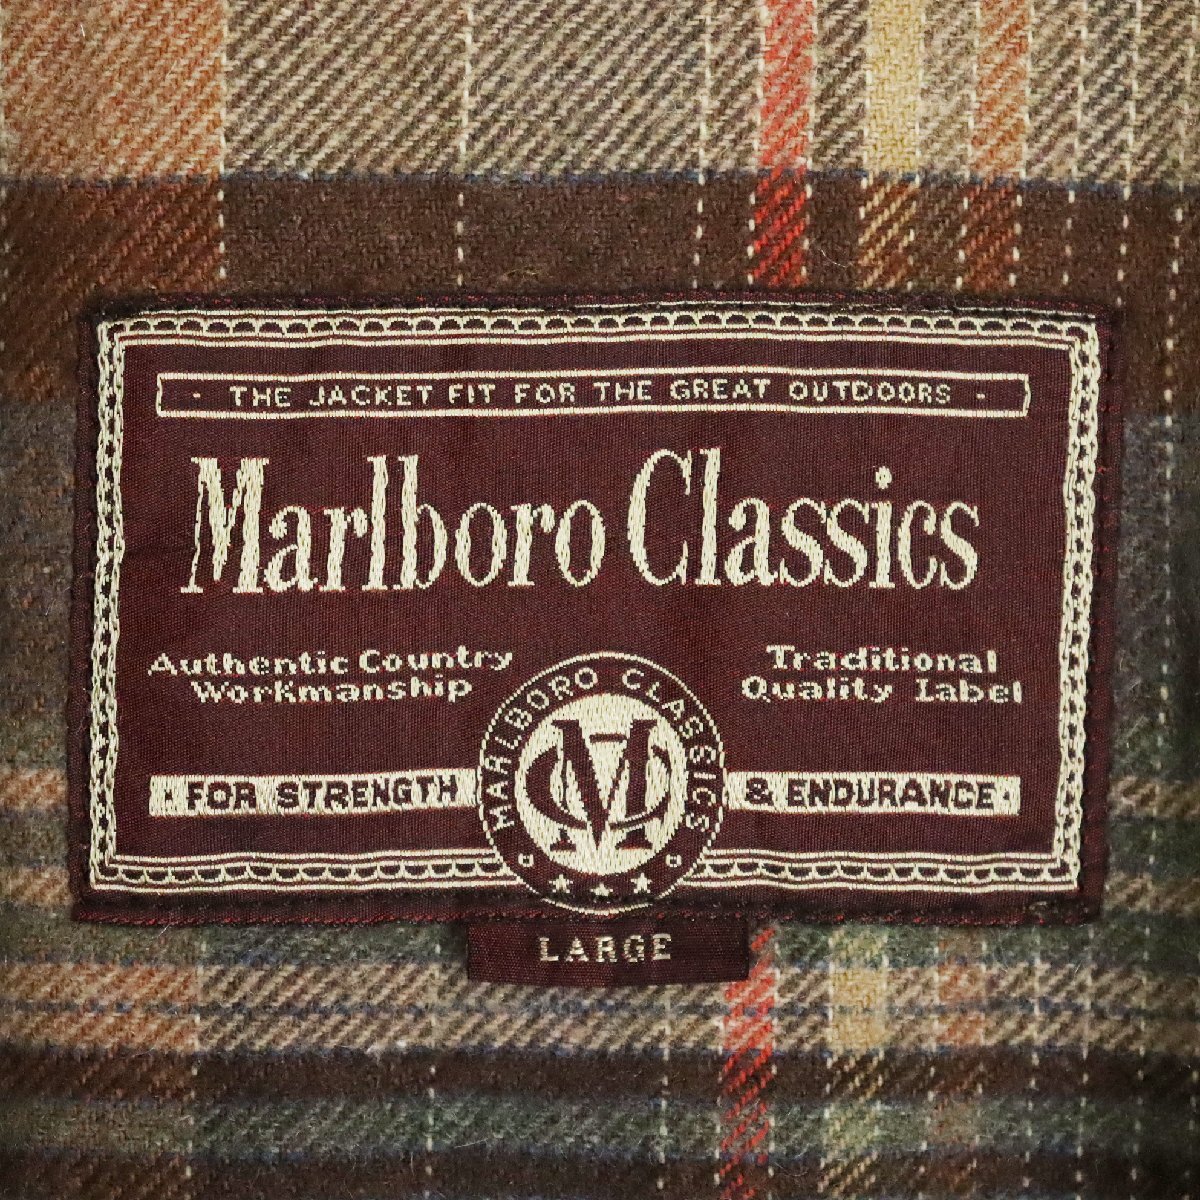 · THE JACKET FIT FOR THE GREAT OUTDOORS ·
Marlboro Classics
Authentic Country
Workmanship
Traditional
Quality Label
MARLBORO CLASSICS
MC
· FOR STRENGTH
& ENDURANCE ·
LARGE